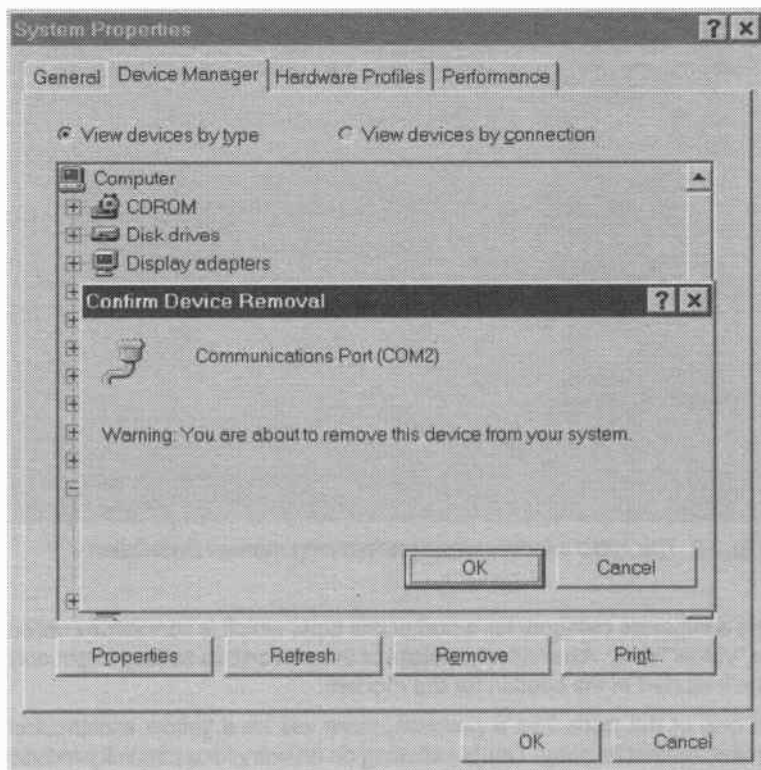 System Properties
General Device Manager Hardware Profiles Performance
View devices by type View devices by connection
Computer
CDROM
Disk drives
Display adapters
Confirm Device Removal
Communications Port (COM2)
Warning: You are about to remove this device from your system.
OK Cancel
Properties Refresh Remove Print...
OK Cancel